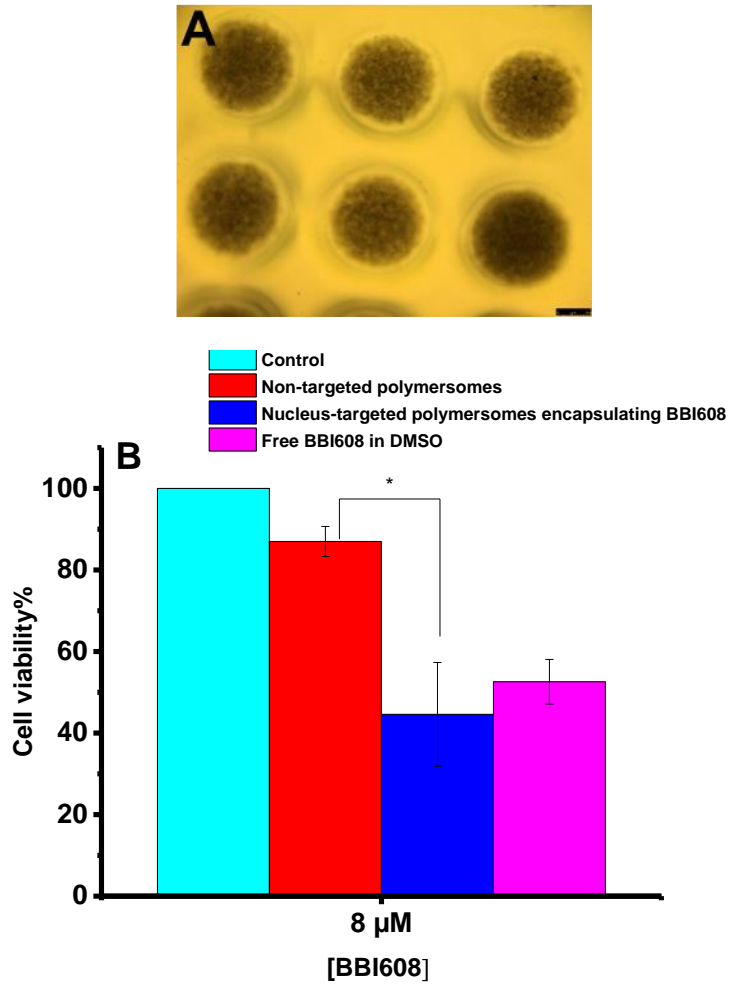 A
Control
Non-targeted polymersomes
Nucleus-targeted polymersomes encapsulating BBI608
Free BBI608 in DMSO
B
*
100
80
60
40
20
0
Cell viability%
8 µM
[BBI608]